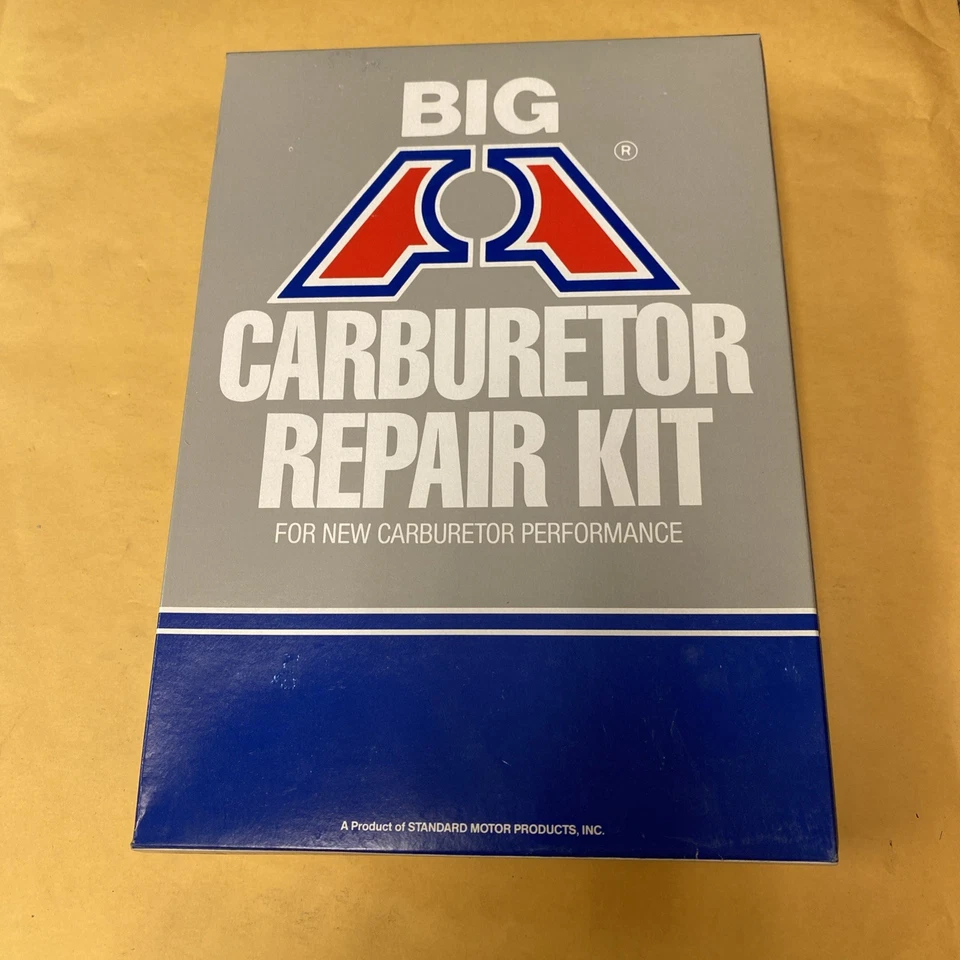 BIG
A ®
CARBURETOR
REPAIR KIT
FOR NEW CARBURETOR PERFORMANCE
A Product of STANDARD MOTOR PRODUCTS, INC.